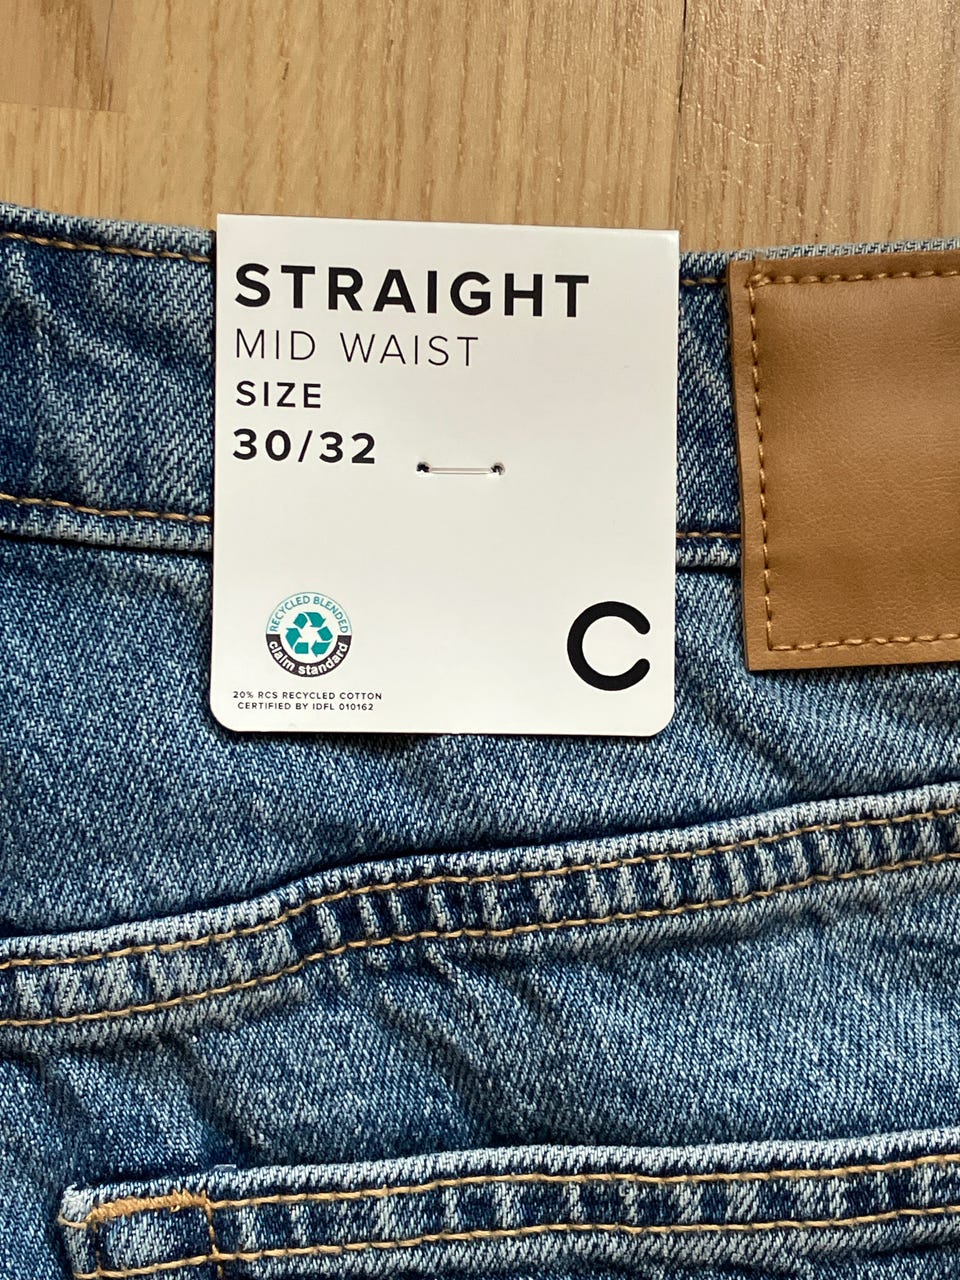 STRAIGHT
MID WAIST
SIZE
30/32
RECYCLED BLENDED
claim standard
C
20% RCS RECYCLED COTTON
CERTIFIED BY IDFL 010162